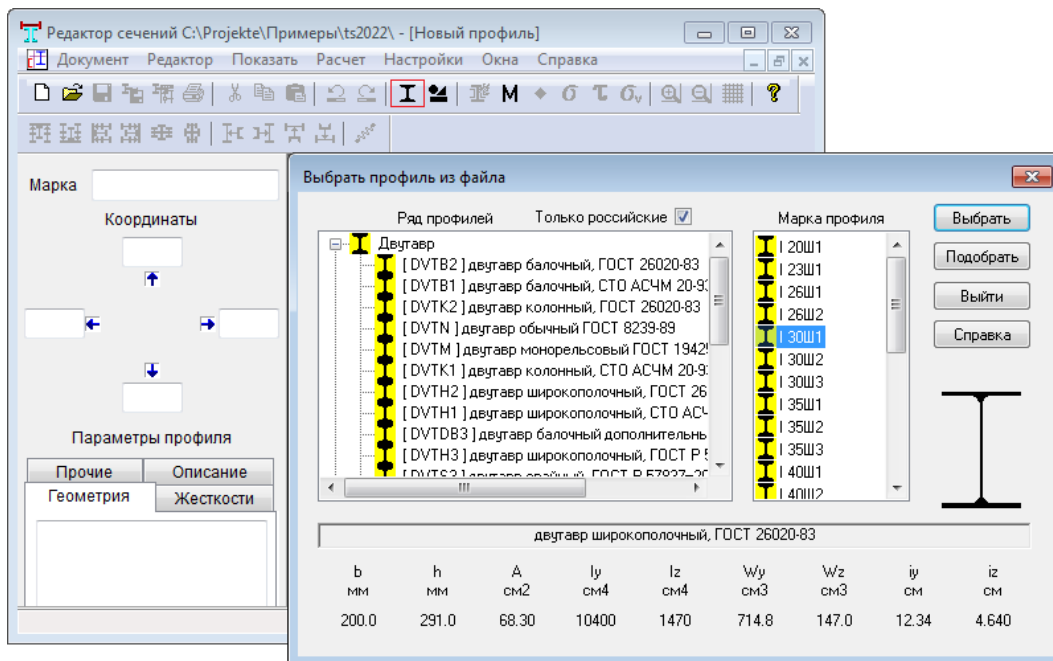 Редактор сечений C:\Projekte\Примеры\ts2022\ - [Новый профиль]
Документ Редактор Показать Расчет Настройки Окна Справка
M σ τ σv ?
Марка
Координаты
Параметры профиля
Прочие Описание
Геометрия Жесткости
Выбрать профиль из файла
Ряд профилей Только российские Марка профиля
Двутавр
[ DVTB2 ] двутавр балочный, ГОСТ 26020-83
[ DVTB1 ] двутавр балочный, СТО АСЧМ 20-93
[ DVTK2 ] двутавр колонный, ГОСТ 26020-83
[ DVTN ] двутавр обычный ГОСТ 8239-89
[ DVTM ] двутавр монорельсовый ГОСТ 1942
[ DVTK1 ] двутавр колонный, СТО АСЧМ 20-9
[ DVTH2 ] двутавр широкополочный, ГОСТ 26
[ DVTH1 ] двутавр широкополочный, СТО АСЧ
[ DVTDB3 ] двутавр балочный дополнительнь
[ DVTH3 ] двутавр широкополочный, ГОСТ Р
I 20Ш1
I 23Ш1
I 26Ш1
I 26Ш2
I 30Ш1
I 30Ш2
I 30Ш3
I 35Ш1
I 35Ш2
I 35Ш3
I 40Ш1
I 40Ш2
Выбрать
Подобрать
Выйти
Справка
двутавр широкополочный, ГОСТ 26020-83
b h A Iy Iz Wy Wz iy iz
мм мм см2 см4 см4 см3 см3 см см
200.0 291.0 68.30 10400 1470 714.8 147.0 12.34 4.640